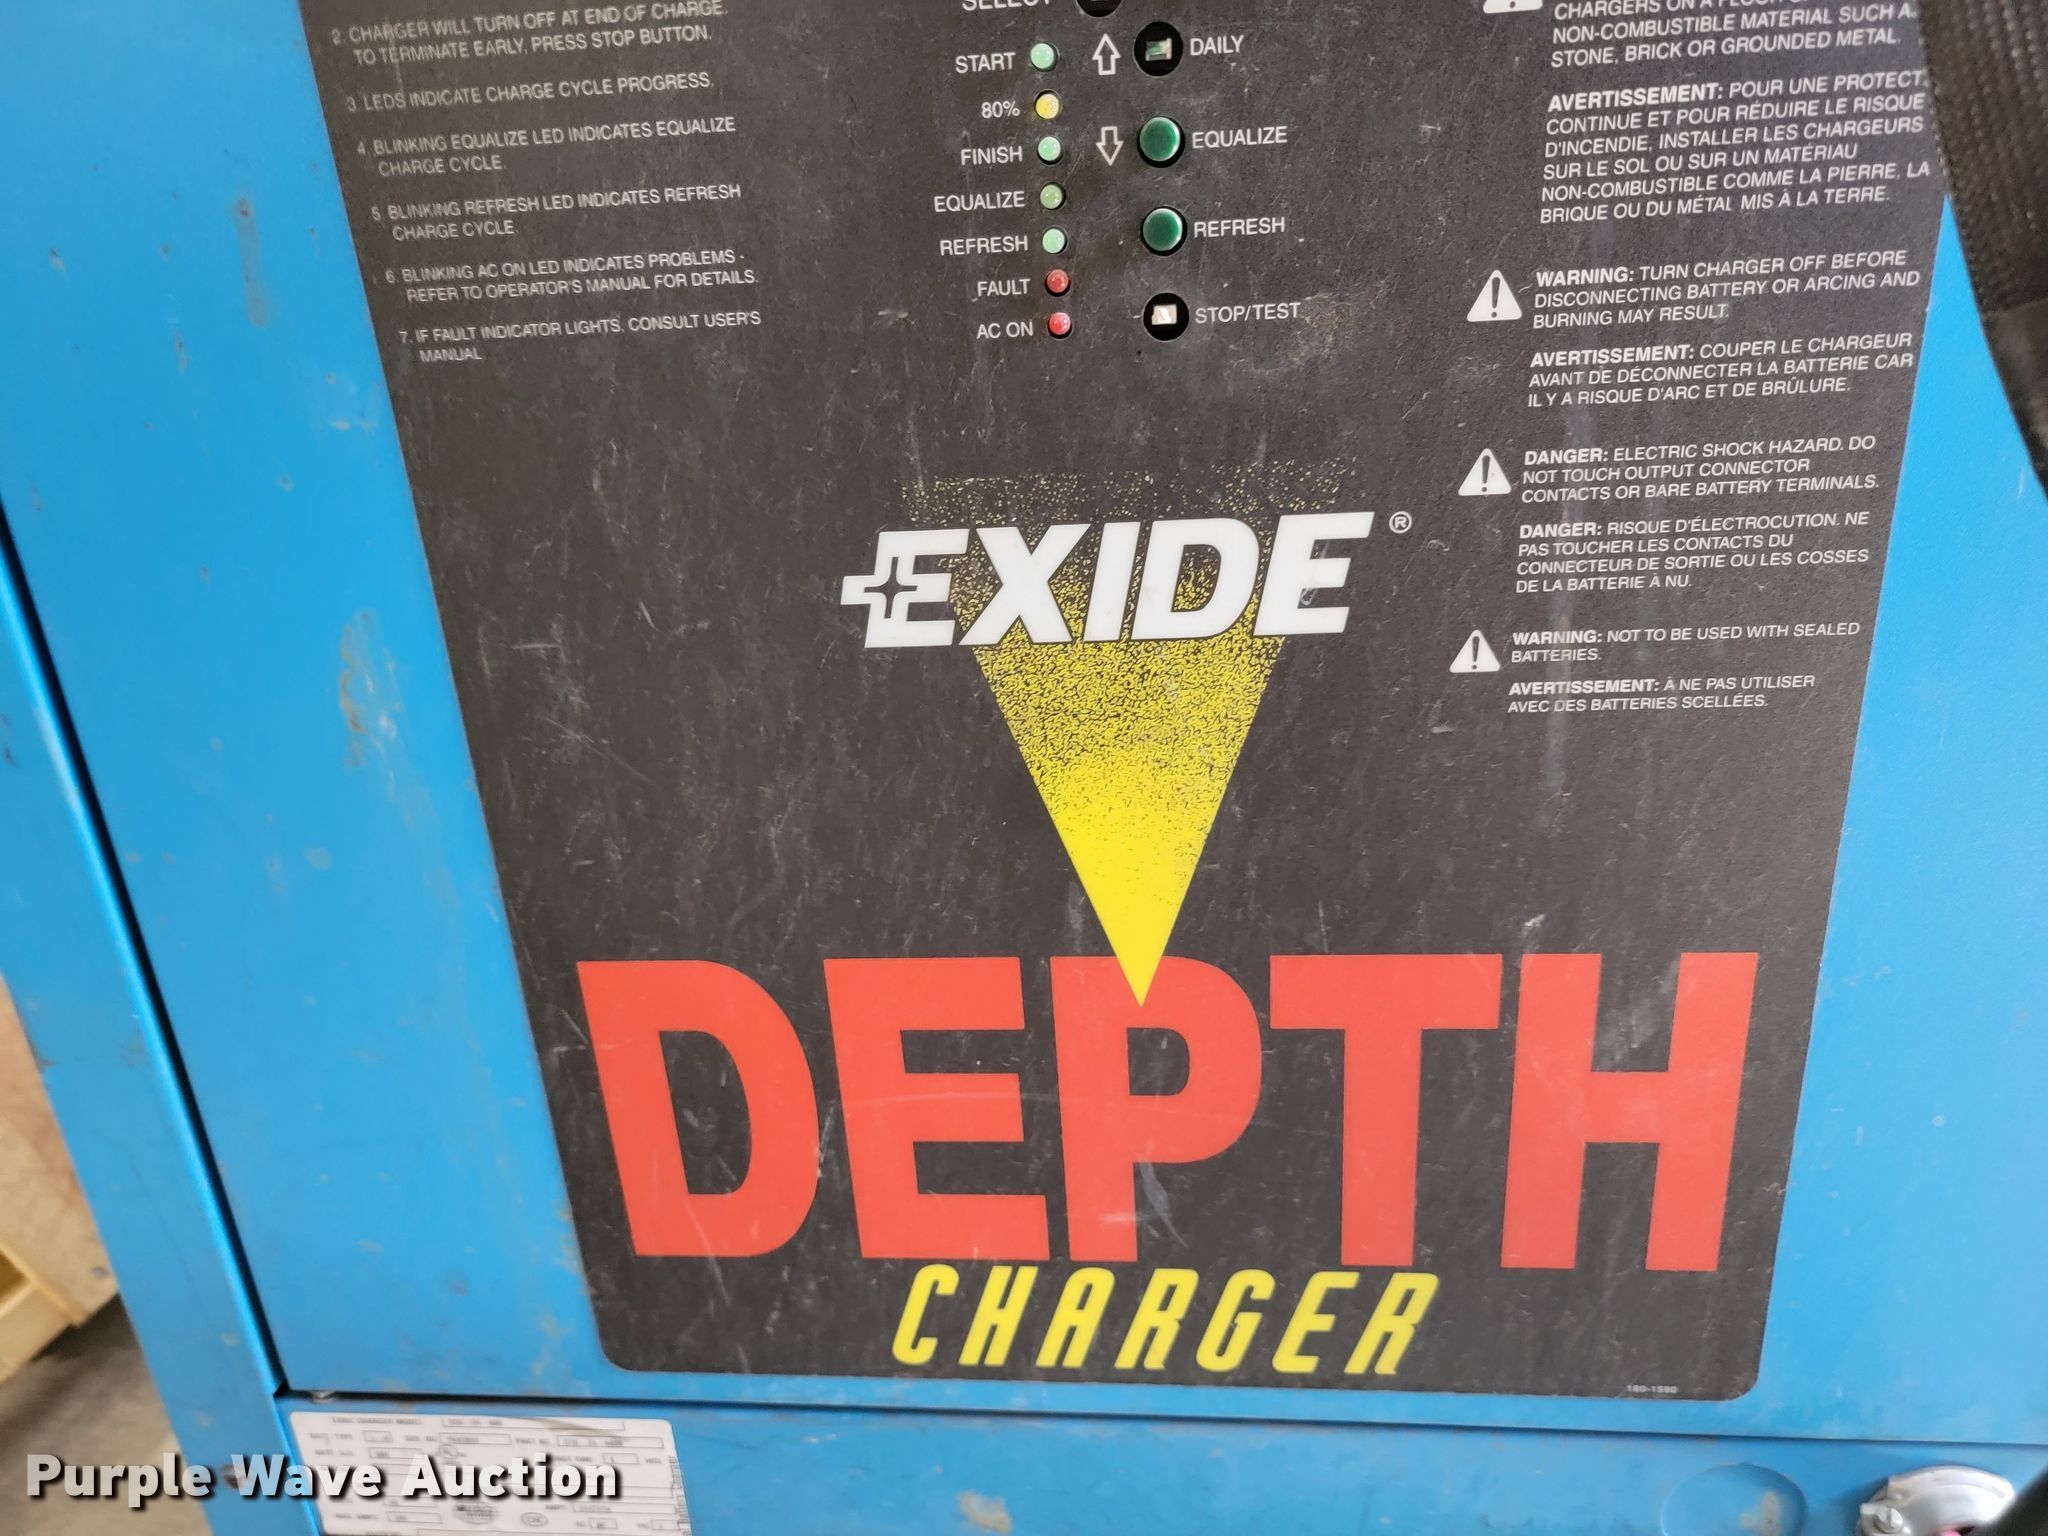 2. CHARGER WILL TURN OFF AT END OF CHARGE.
TO TERMINATE EARLY, PRESS STOP BUTTON.
3. LEDS INDICATE CHARGE CYCLE PROGRESS.
4. BLINKING EQUALIZE LED INDICATES EQUALIZE
CHARGE CYCLE.
5. BLINKING REFRESH LED INDICATES REFRESH
CHARGE CYCLE.
6. BLINKING AC ON LED INDICATES PROBLEMS -
REFER TO OPERATOR'S MANUAL FOR DETAILS.
7. IF FAULT INDICATOR LIGHTS, CONSULT USER'S
MANUAL
SELECT
START
80%
FINISH
EQUALIZE
REFRESH
FAULT
AC ON
DAILY
EQUALIZE
REFRESH
STOP/TEST
CHARGERS ON A
NON-COMBUSTIBLE MATERIAL SUCH
STONE, BRICK OR GROUNDED METAL.
AVERTISSEMENT: POUR UNE PROTECT
CONTINUE ET POUR RÉDUIRE LE RISQUE
D'INCENDIE, INSTALLER LES CHARGEURS
SUR LE SOL OU SUR UN MATÉRIAU
NON-COMBUSTIBLE COMME LA PIERRE, LA
BRIQUE OU DU MÉTAL MIS À LA TERRE.
WARNING: TURN CHARGER OFF BEFORE
DISCONNECTING BATTERY OR ARCING AND
BURNING MAY RESULT.
AVERTISSEMENT: COUPER LE CHARGEUR
AVANT DE DÉCONNECTER LA BATTERIE CAR
IL Y A RISQUE D'ARC ET DE BRÛLURE.
DANGER: ELECTRIC SHOCK HAZARD. DO
NOT TOUCH OUTPUT CONNECTOR
CONTACTS OR BARE BATTERY TERMINALS.
DANGER: RISQUE D'ÉLECTROCUTION. NE
PAS TOUCHER LES CONTACTS DU
CONNECTEUR DE SORTIE OU LES COSSES
DE LA BATTERIE À NU.
WARNING: NOT TO BE USED WITH SEALED
BATTERIES.
AVERTISSEMENT: À NE PAS UTILISER
AVEC DES BATTERIES SCELLÉES.
EXIDE®
DEPTH
CHARGER
180-1590
Purple Wave Auction